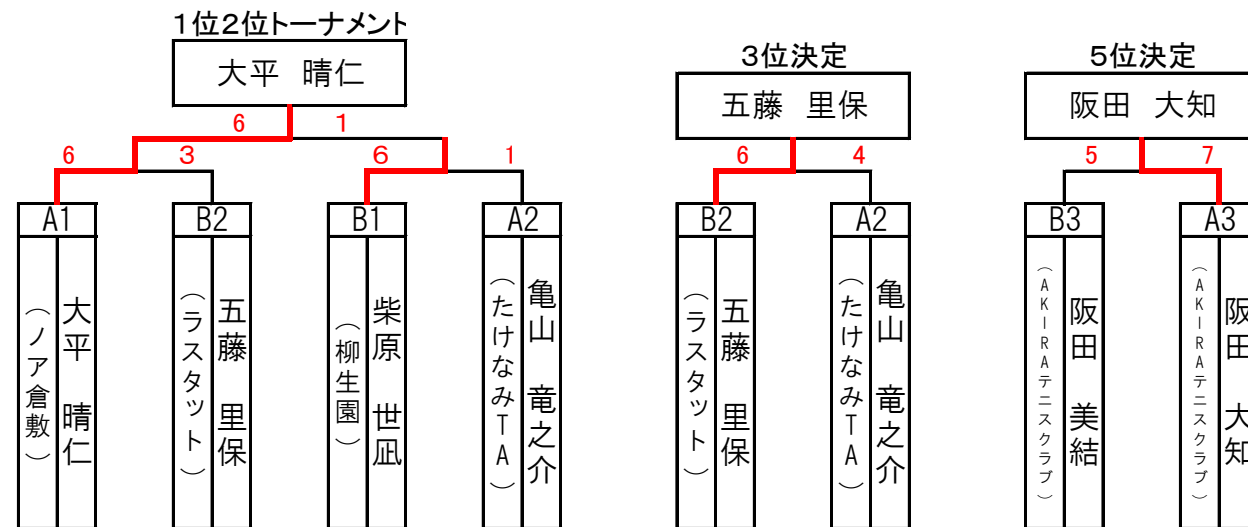 1位2位トーナメント
大平 晴仁
6 1
6 3 6 1
A1 B2 B1 A2
大平 晴仁
(ノア倉敷)
五藤 里保
(ラスタット)
柴原 世凪
(柳生園)
亀山 竜之介
(たけなみTA)
3位決定
五藤 里保
6 4
B2 A2
五藤 里保
(ラスタット)
亀山 竜之介
(たけなみTA)
5位決定
阪田 大知
5 7
B3 A3
阪田 美結
(AKIRAテニスクラブ)
阪田 大知
(AKIRAテニスクラブ)